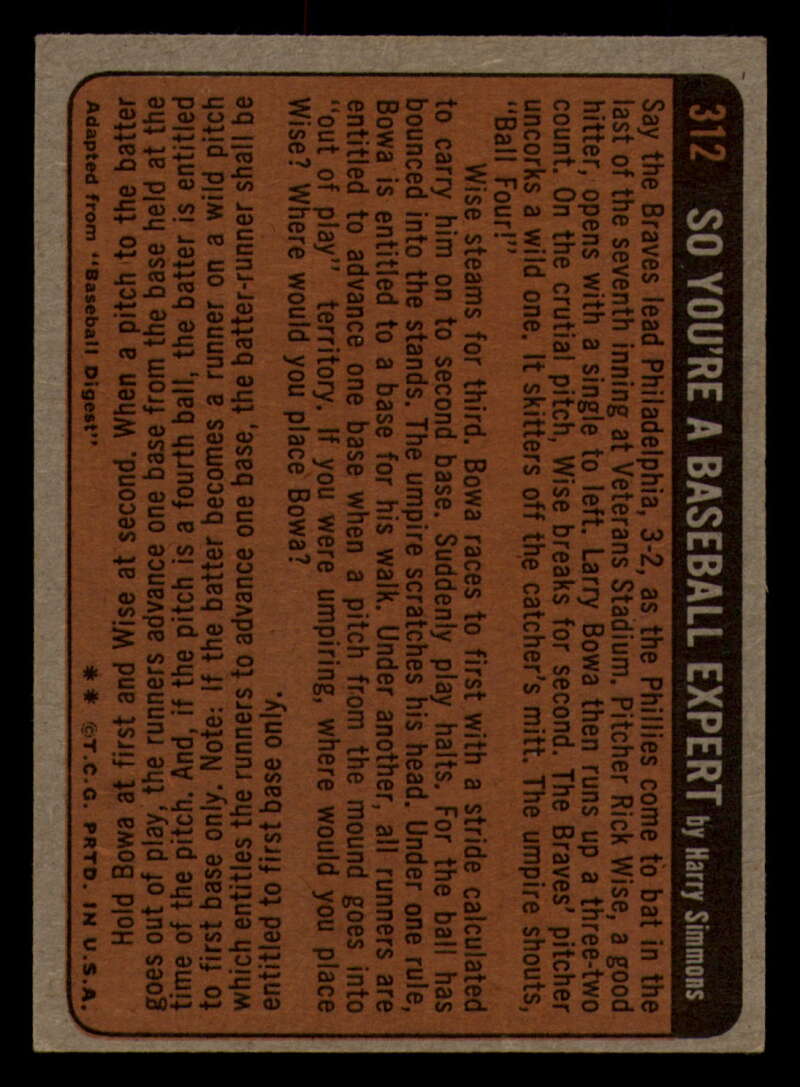 312 SO YOU'RE A BASEBALL EXPERT by Harry Simmons
Say the Braves lead Philadelphia, 3-2, as the Phillies come to bat in the
last of the seventh inning at Veterans Stadium. Pitcher Rick Wise, a good
hitter, opens with a single to left. Larry Bowa then runs up a three-two
count. On the crutial pitch, Wise breaks for second. The Braves' pitcher
uncorks a wild one. It skitters off the catcher's mitt. The umpire shouts,
"Ball Four!"
Wise steams for third. Bowa races to first with a stride calculated
to carry him on to second base. Suddenly play halts. For the ball has
bounced into the stands. The umpire scratches his head. Under one rule,
Bowa is entitled to a base for his walk. Under another, all runners are
entitled to advance one base when a pitch from the mound goes into
"out of play" territory. If you were umpiring, where would you place
Wise? Where would you place Bowa?
Hold Bowa at first and Wise at second. When a pitch to the batter
goes out of play, the runners advance one base from the base held at the
time of the pitch. And, if the pitch is a fourth ball, the batter is entitled
to first base only. Note: If the batter becomes a runner on a wild pitch
which entitles the runners to advance one base, the batter-runner shall be
entitled to first base only.
Adapted from "Baseball Digest" ** ©T.C.G. PRTD. IN U.S.A.